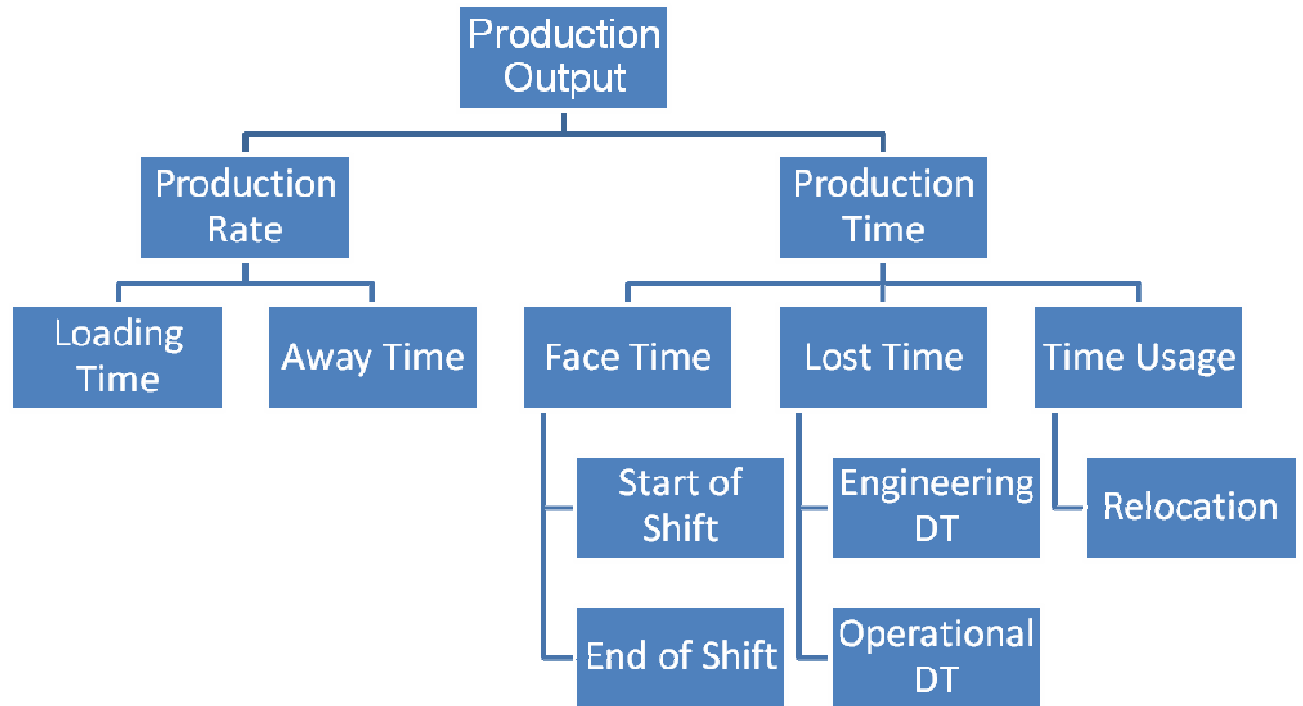 Production
Output
Production
Rate
Production
Time
Loading
Time
Away Time
Face Time
Lost Time
Time Usage
Start of
Shift
Engineering
DT
Relocation
End of Shift
Operational
DT